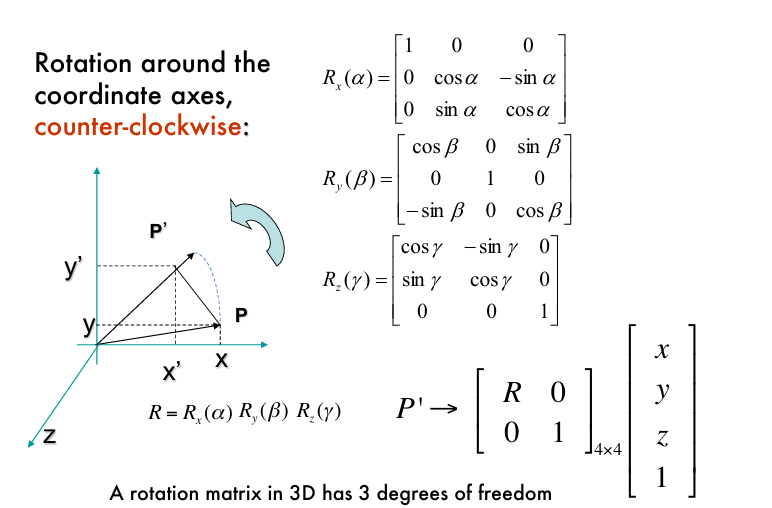 Rotation around the
coordinate axes,
counter-clockwise:
R_x(α) = [1 0 0
0 cos α − sin α
0 sin α cos α]
R_y(β) = [cos β 0 sin β
0 1 0
− sin β 0 cos β]
R_z(γ) = [cos γ − sin γ 0
sin γ cos γ 0
0 0 1]
P'
y'
P
y
x' x
z
R = R_x(α) R_y(β) R_z(γ)
P' → [R 0
0 1]_4×4 [x
y
z
1]
A rotation matrix in 3D has 3 degrees of freedom